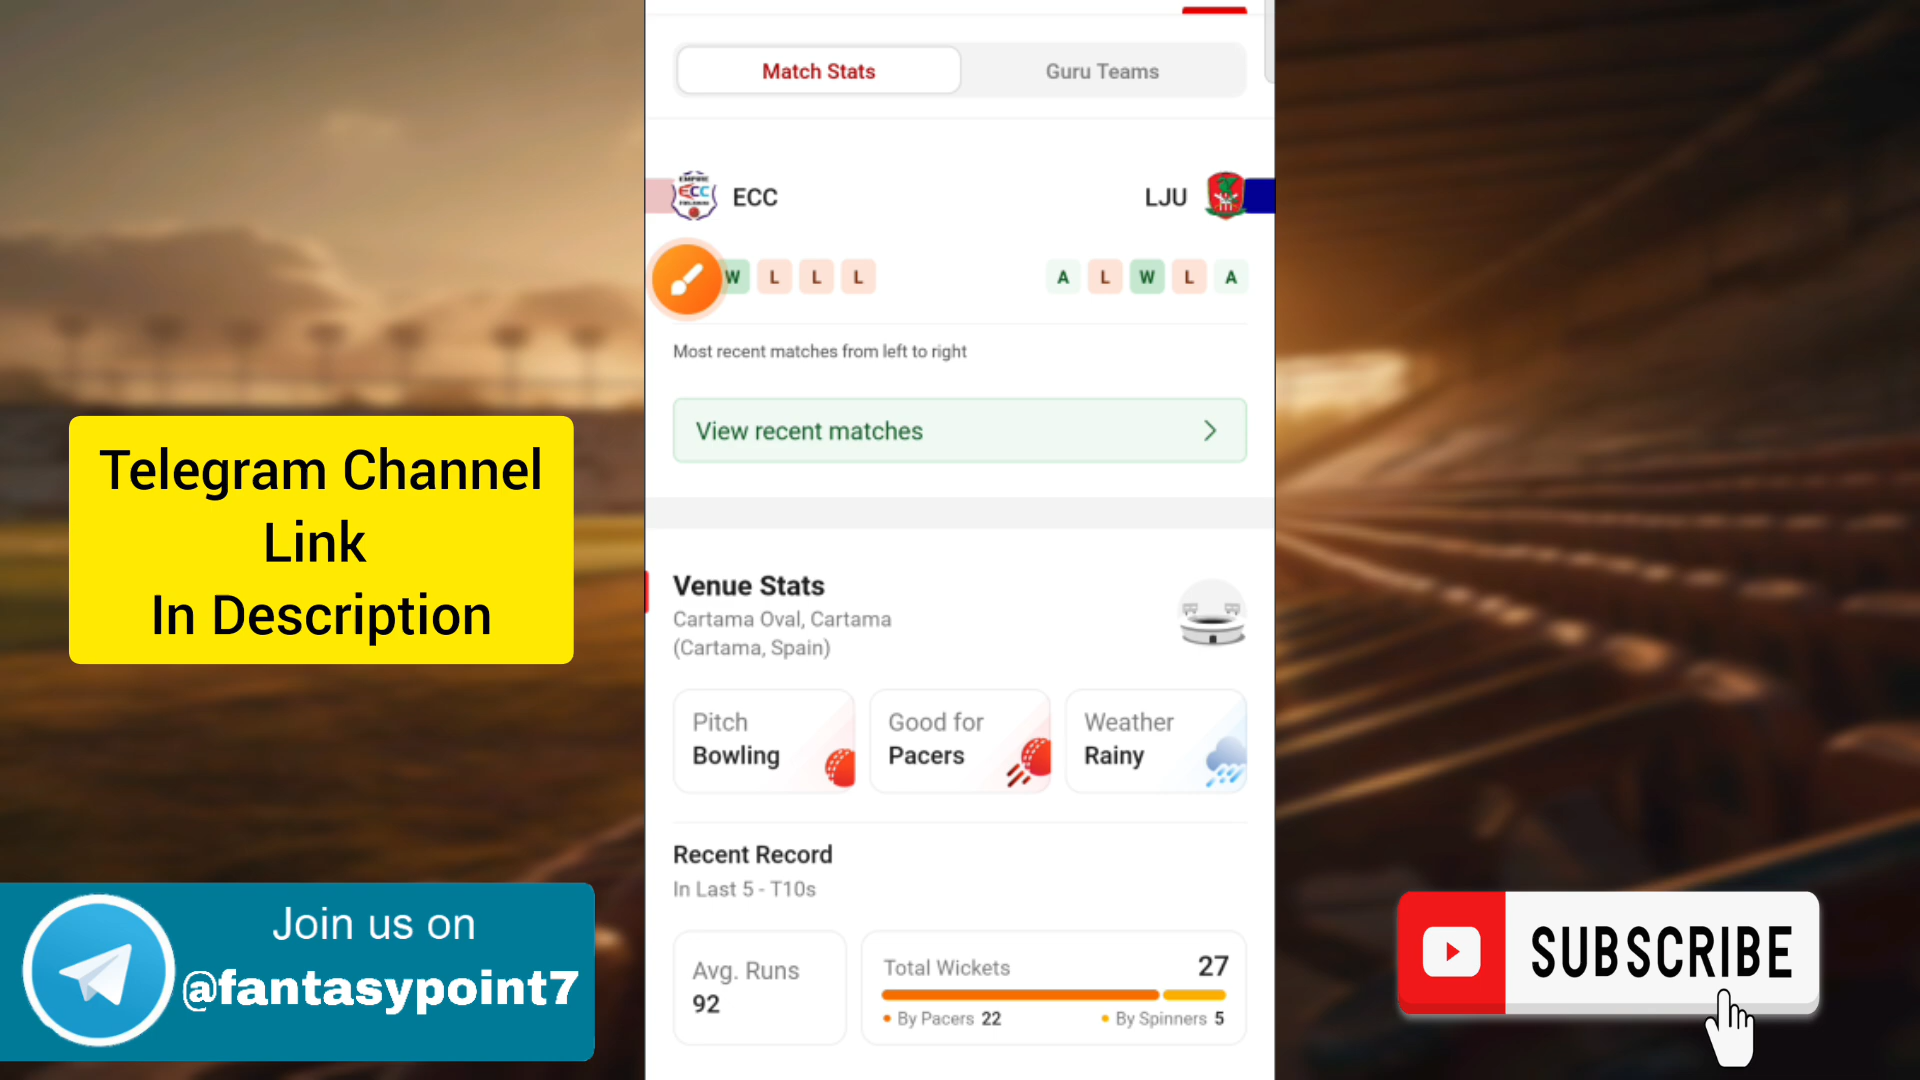 Match Stats
Guru Teams
EMPIRE
ECC
ECC
LJU
W L L L
A L W L A
Most recent matches from left to right
View recent matches
Venue Stats
Cartama Oval, Cartama
(Cartama, Spain)
Pitch
Bowling
Good for
Pacers
Weather
Rainy
Recent Record
In Last 5 - T10s
Avg. Runs
92
Total Wickets 27
By Pacers 22
By Spinners 5
Telegram Channel
Link
In Description
Join us on
@fantasypoint7
SUBSCRIBE